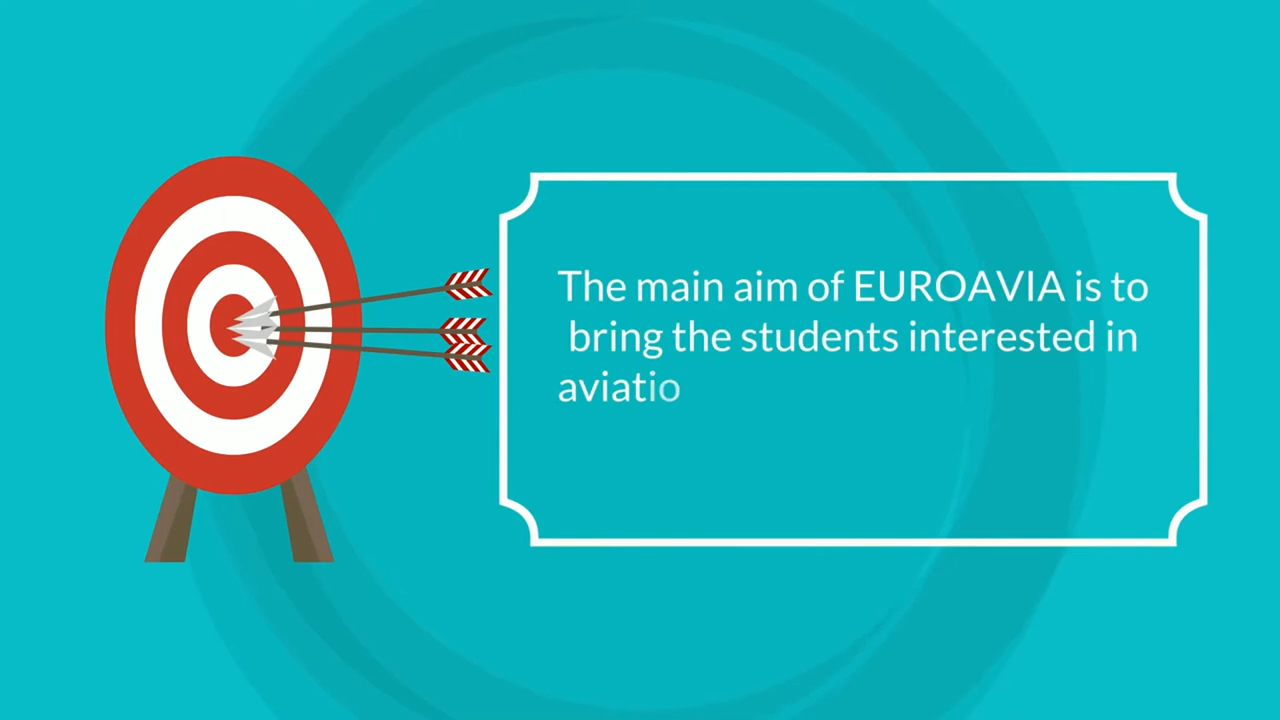 The main aim of EUROAVIA is to
bring the students interested in
aviatio